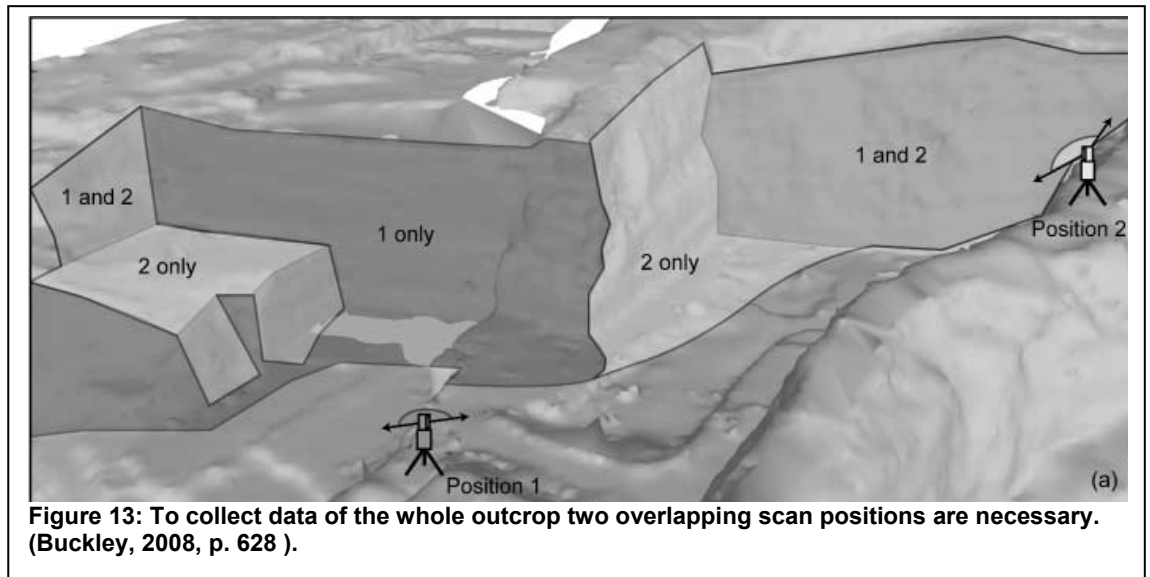 1 and 2
1 and 2
1 only
2 only
2 only
Position 2
Position 1
(a)
Figure 13: To collect data of the whole outcrop two overlapping scan positions are necessary.
(Buckley, 2008, p. 628 ).